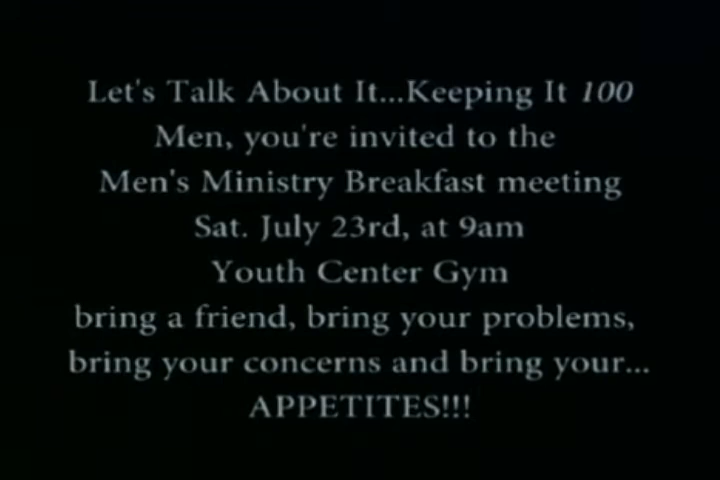 Let's Talk About It...Keeping It 100
Men, you're invited to the
Men's Ministry Breakfast meeting
Sat. July 23rd, at 9am
Youth Center Gym
bring a friend, bring your problems,
bring your concerns and bring your...
APPETITES!!!